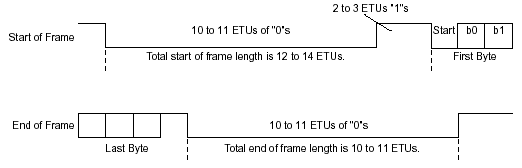 2 to 3 ETUs "1"s
Start of Frame 10 to 11 ETUs of "0"s Start b0 b1
Total start of frame length is 12 to 14 ETUs. First Byte
End of Frame 10 to 11 ETUs of "0"s
Last Byte Total end of frame length is 10 to 11 ETUs.